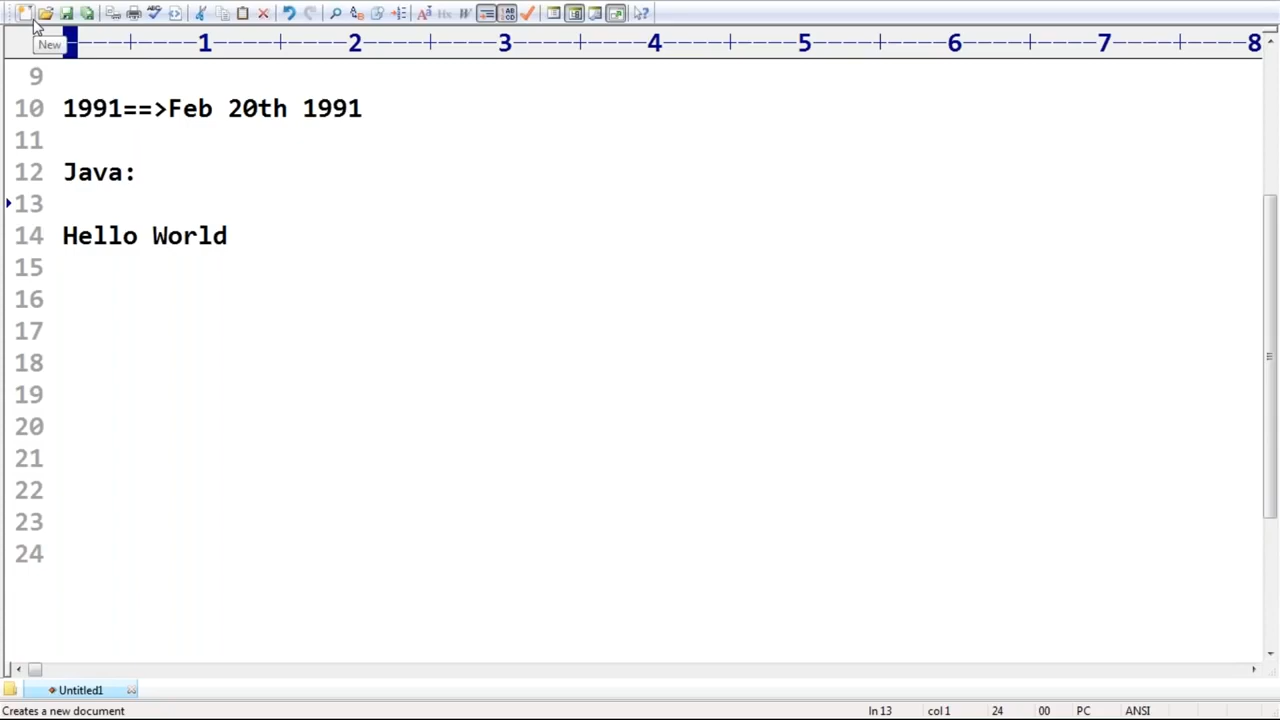 New
1 2 3 4 5 6 7 8
9
10 1991==>Feb 20th 1991
11
12 Java:
13
14 Hello World
15
16
17
18
19
20
21
22
23
24
Untitled1
Creates a new document ln 13 col 1 24 00 PC ANSI